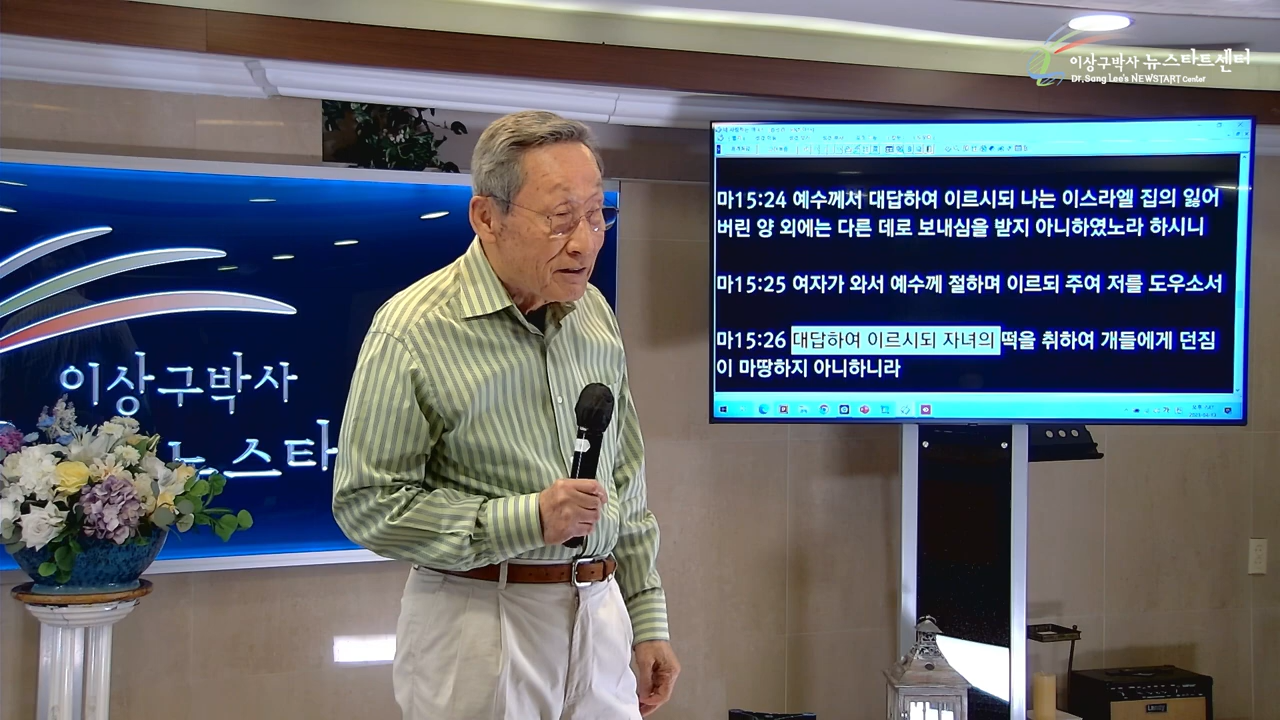 이상구박사 뉴스타트센터
Dr. Sang Lee's NEWSTART Center
마15:24 예수께서 대답하여 이르시되 나는 이스라엘 집의 잃어
버린 양 외에는 다른 데로 보내심을 받지 아니하였노라 하시니
마15:25 여자가 와서 예수께 절하며 이르되 주여 저를 도우소서
마15:26 대답하여 이르시되 자녀의 떡을 취하여 개들에게 던짐
이 마땅하지 아니하니라
이상구박사
뉴스타